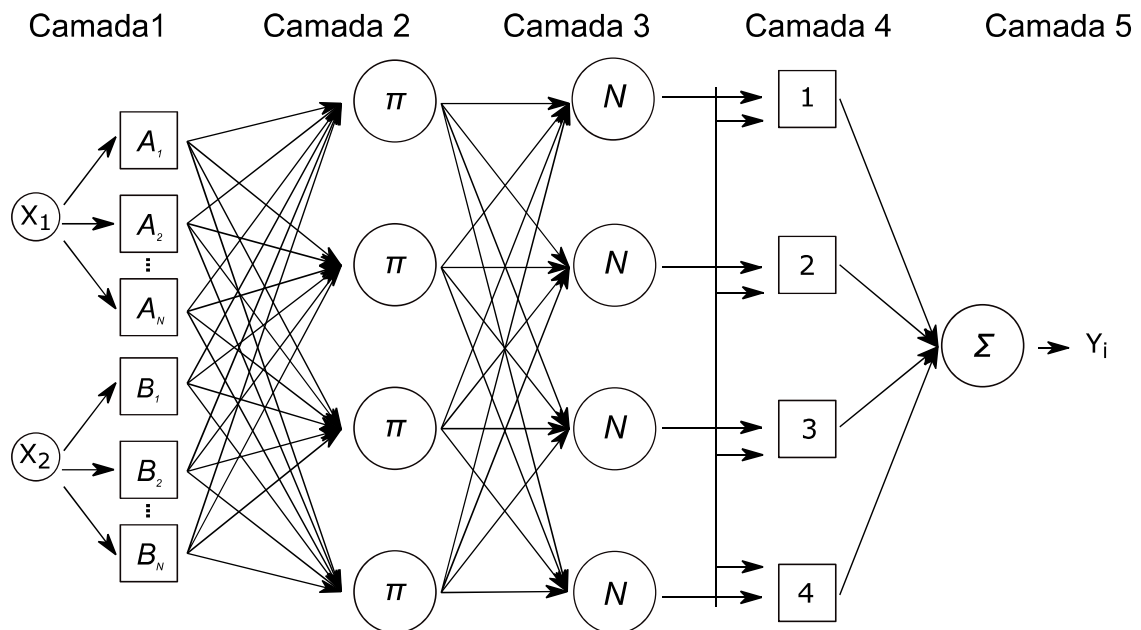 Camada1 Camada 2 Camada 3 Camada 4 Camada 5
π N 1
A1
X1 A2
π N 2
AN
Σ Yi
B1
π N 3
X2 B2
BN
π N 4